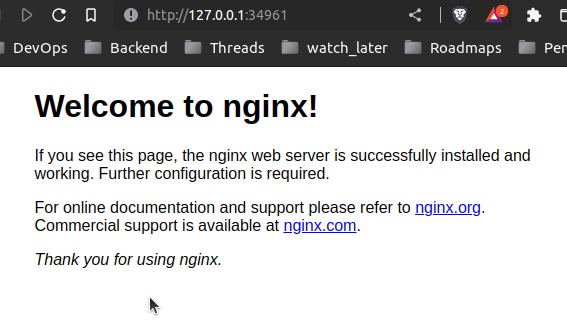 http://127.0.0.1:34961
2
DevOps Backend Threads watch_later Roadmaps Pen
Welcome to nginx!
If you see this page, the nginx web server is successfully installed and
working. Further configuration is required.
For online documentation and support please refer to nginx.org.
Commercial support is available at nginx.com.
Thank you for using nginx.